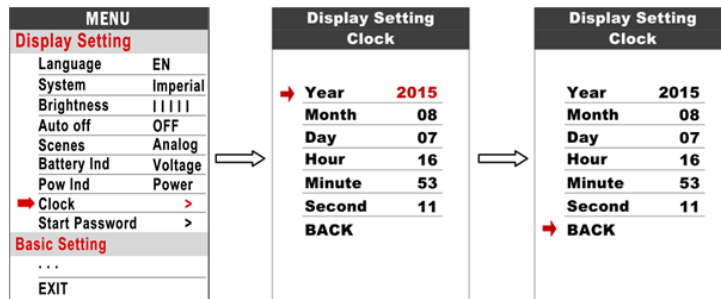 MENU
Display Setting
Language EN
System Imperial
Brightness | | | | |
Auto off OFF
Scenes Analog
Battery Ind Voltage
Pow Ind Power
Clock >
Start Password >
Basic Setting
. . .
EXIT
Display Setting
Clock
Year 2015
Month 08
Day 07
Hour 16
Minute 53
Second 11
BACK
Display Setting
Clock
Year 2015
Month 08
Day 07
Hour 16
Minute 53
Second 11
BACK